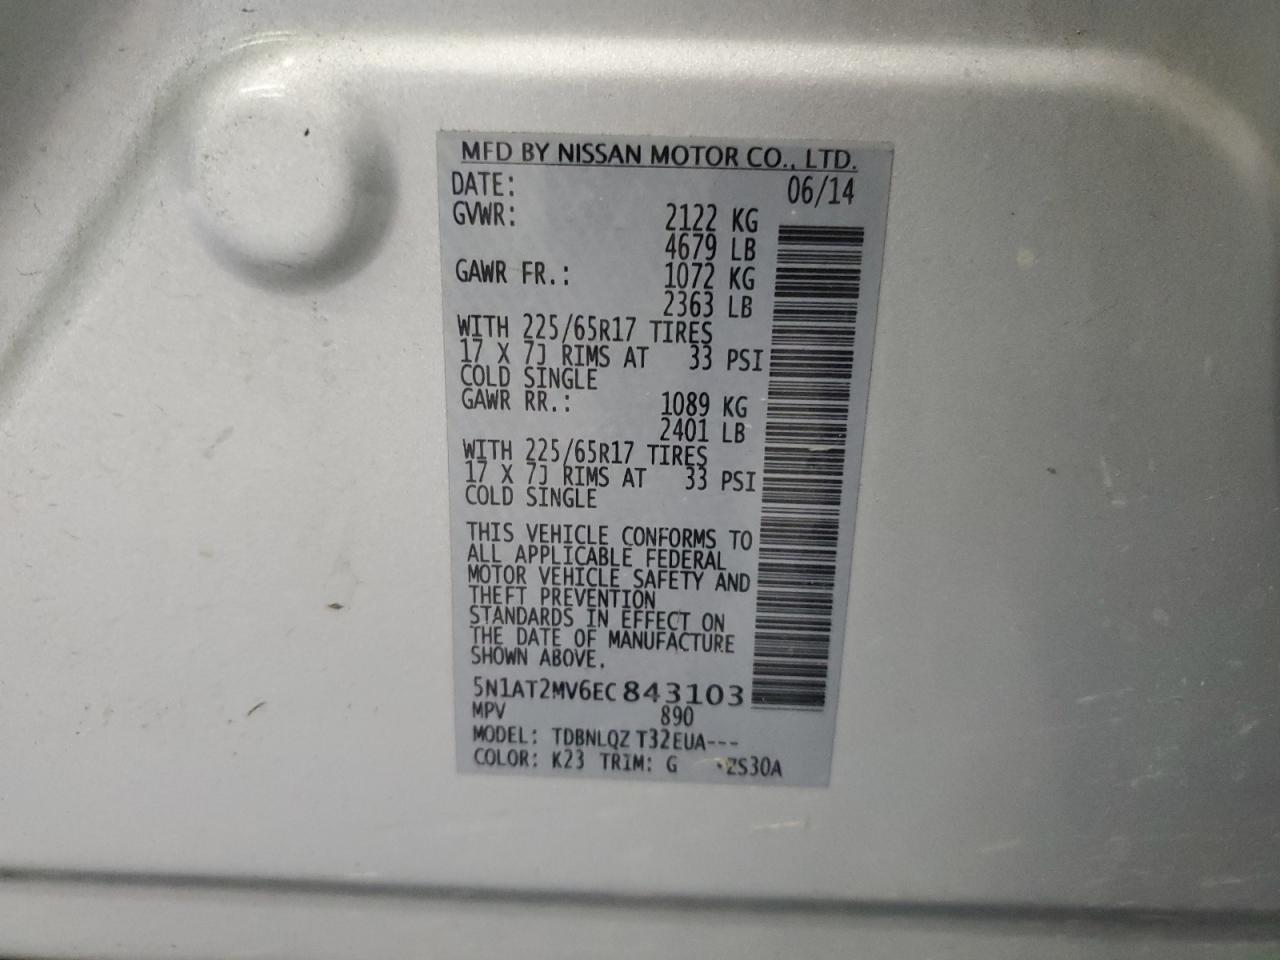 MFD BY NISSAN MOTOR CO., LTD.
DATE: 06/14
GVWR: 2122 KG
4679 LB
GAWR FR.: 1072 KG
2363 LB
WITH 225/65R17 TIRES
17 X 7J RIMS AT 33 PSI
COLD SINGLE
GAWR RR.: 1089 KG
2401 LB
WITH 225/65R17 TIRES
17 X 7J RIMS AT 33 PSI
COLD SINGLE
THIS VEHICLE CONFORMS TO
ALL APPLICABLE FEDERAL
MOTOR VEHICLE SAFETY AND
THEFT PREVENTION
STANDARDS IN EFFECT ON
THE DATE OF MANUFACTURE
SHOWN ABOVE.
5N1AT2MV6EC843103
MPV 890
MODEL: TDBNLQZ T32EUA---
COLOR: K23 TRIM: G